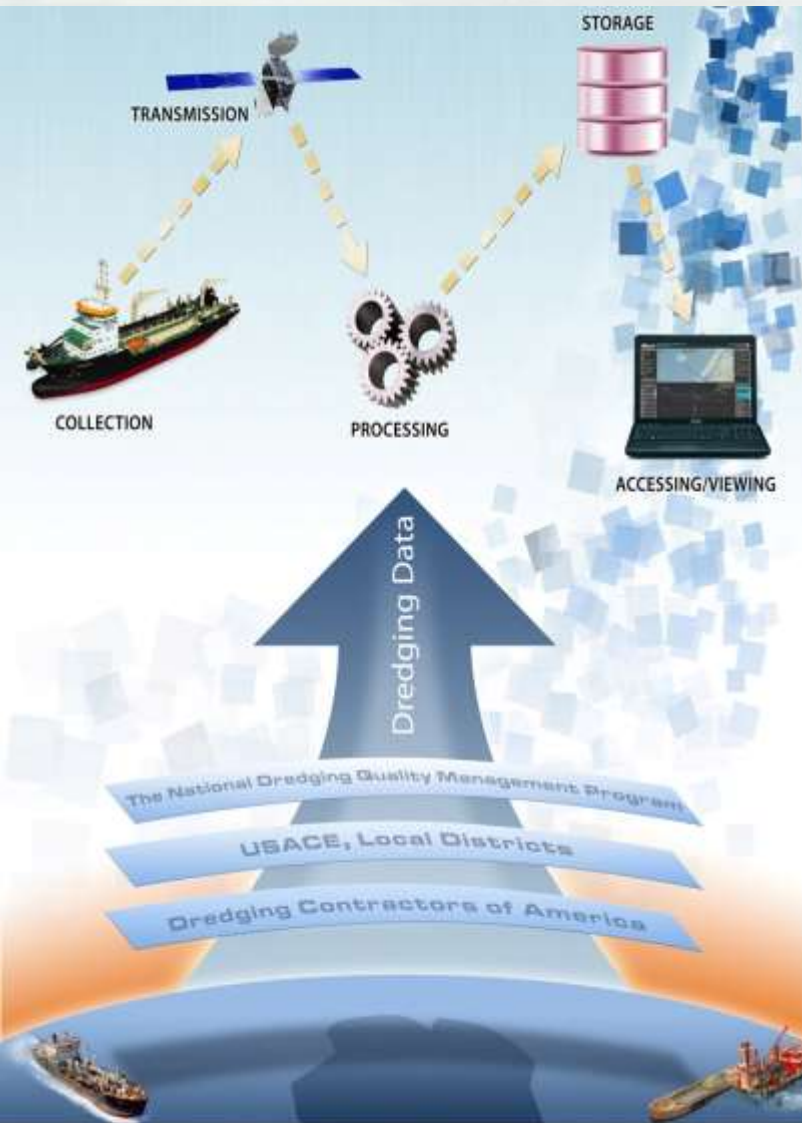 STORAGE
TRANSMISSION
COLLECTION
PROCESSING
ACCESSING/VIEWING
Dredging Data
The National Dredging Quality Management Program
USACE, Local Districts
Dredging Contractors of America